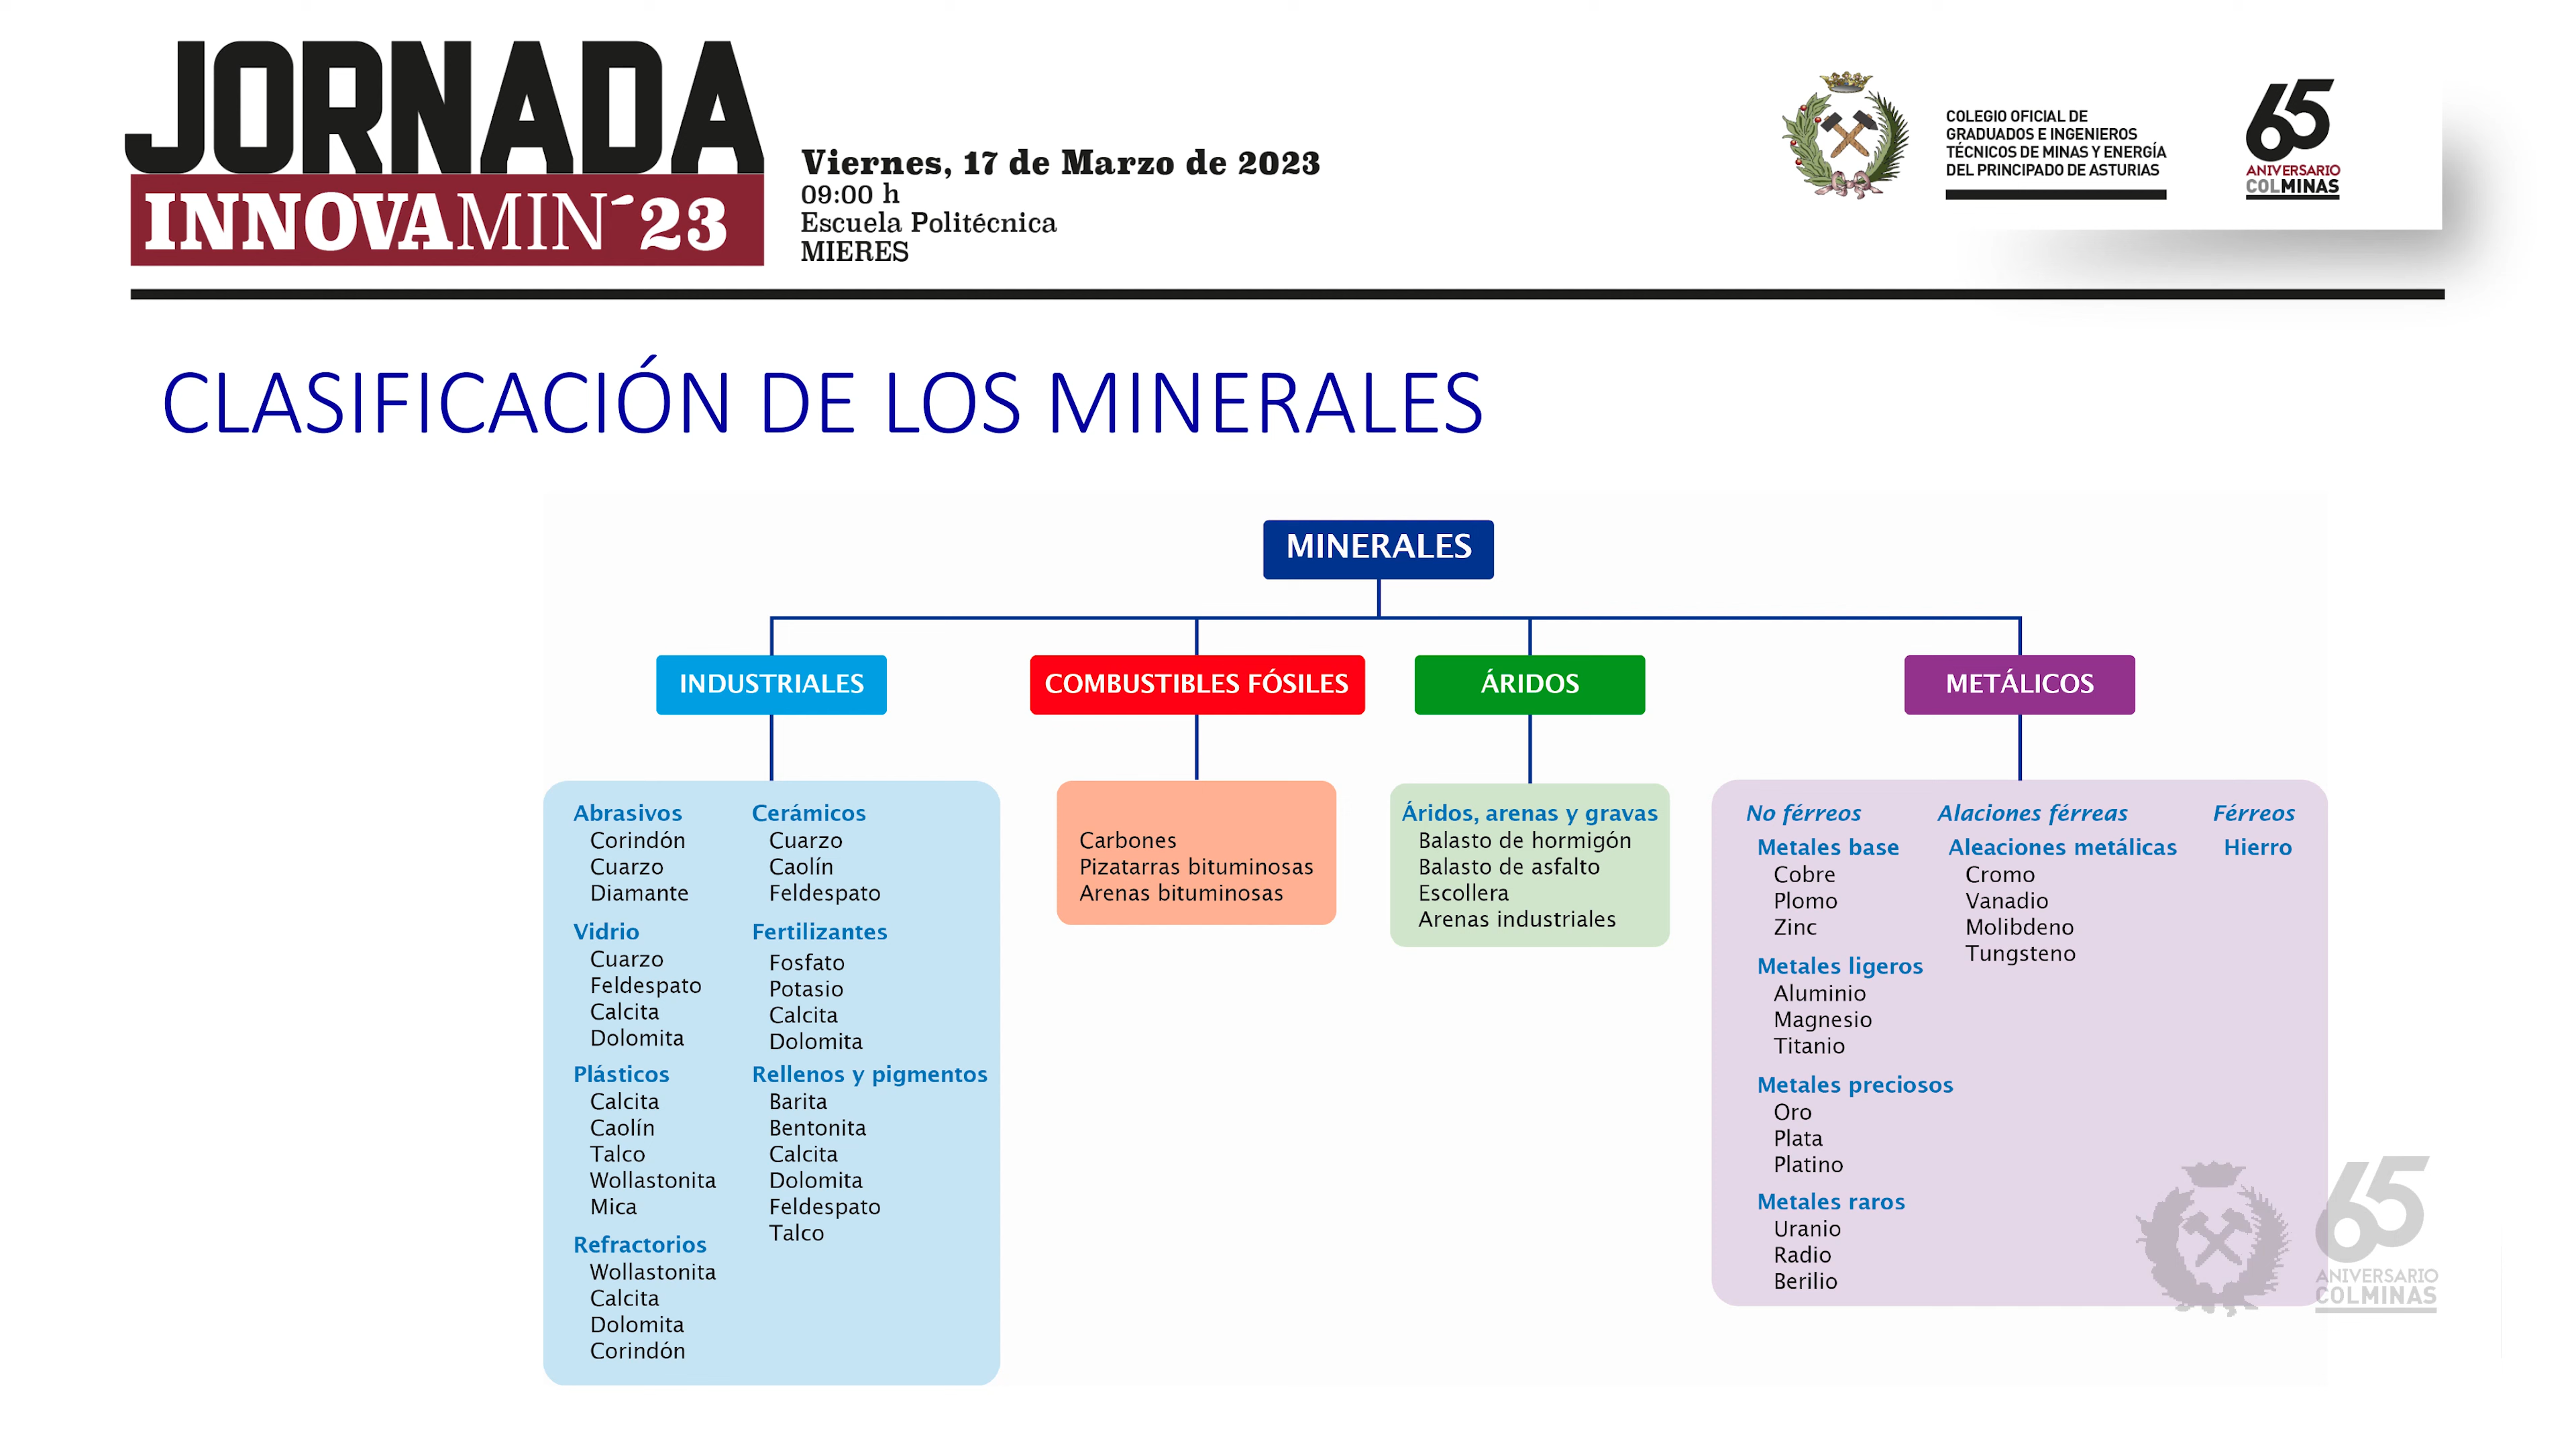 JORNADA
INNOVAMIN´23
Viernes, 17 de Marzo de 2023
09:00 h
Escuela Politécnica
MIERES
COLEGIO OFICIAL DE
GRADUADOS E INGENIEROS
TÉCNICOS DE MINAS Y ENERGÍA
DEL PRINCIPADO DE ASTURIAS
65
ANIVERSARIO
COLMINAS
CLASIFICACIÓN DE LOS MINERALES
MINERALES
INDUSTRIALES
COMBUSTIBLES FÓSILES
ÁRIDOS
METÁLICOS
Abrasivos
Corindón
Cuarzo
Diamante
Vidrio
Cuarzo
Feldespato
Calcita
Dolomita
Plásticos
Calcita
Caolín
Talco
Wollastonita
Mica
Refractorios
Wollastonita
Calcita
Dolomita
Corindón
Cerámicos
Cuarzo
Caolín
Feldespato
Fertilizantes
Fosfato
Potasio
Calcita
Dolomita
Rellenos y pigmentos
Barita
Bentonita
Calcita
Dolomita
Feldespato
Talco
Carbones
Pizatarras bituminosas
Arenas bituminosas
Áridos, arenas y gravas
Balasto de hormigón
Balasto de asfalto
Escollera
Arenas industriales
No férreos
Metales base
Cobre
Plomo
Zinc
Metales ligeros
Aluminio
Magnesio
Titanio
Metales preciosos
Oro
Plata
Platino
Metales raros
Uranio
Radio
Berilio
Alaciones férreas
Aleaciones metálicas
Cromo
Vanadio
Molibdeno
Tungsteno
Férreos
Hierro
65
ANIVERSARIO
COLMINAS